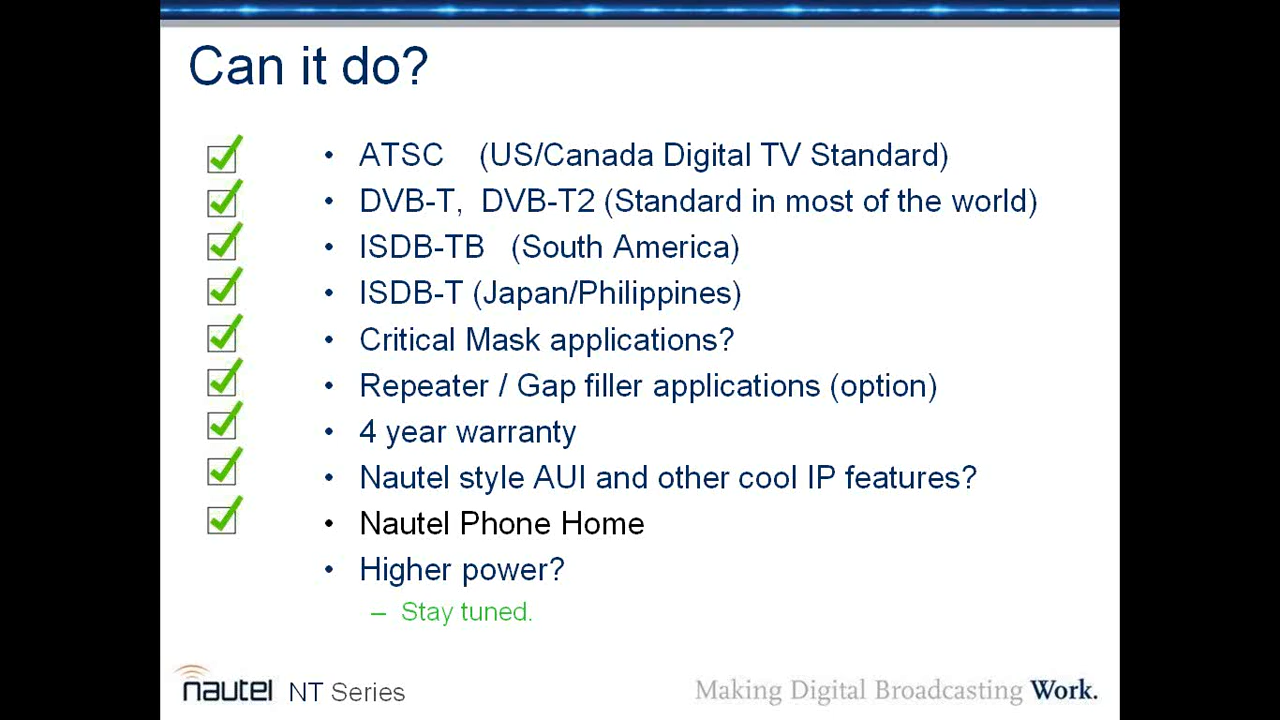 Can it do?
• ATSC (US/Canada Digital TV Standard)
• DVB-T, DVB-T2 (Standard in most of the world)
• ISDB-TB (South America)
• ISDB-T (Japan/Philippines)
• Critical Mask applications?
• Repeater / Gap filler applications (option)
• 4 year warranty
• Nautel style AUI and other cool IP features?
• Nautel Phone Home
• Higher power?
– Stay tuned.
nautel NT Series
Making Digital Broadcasting Work.